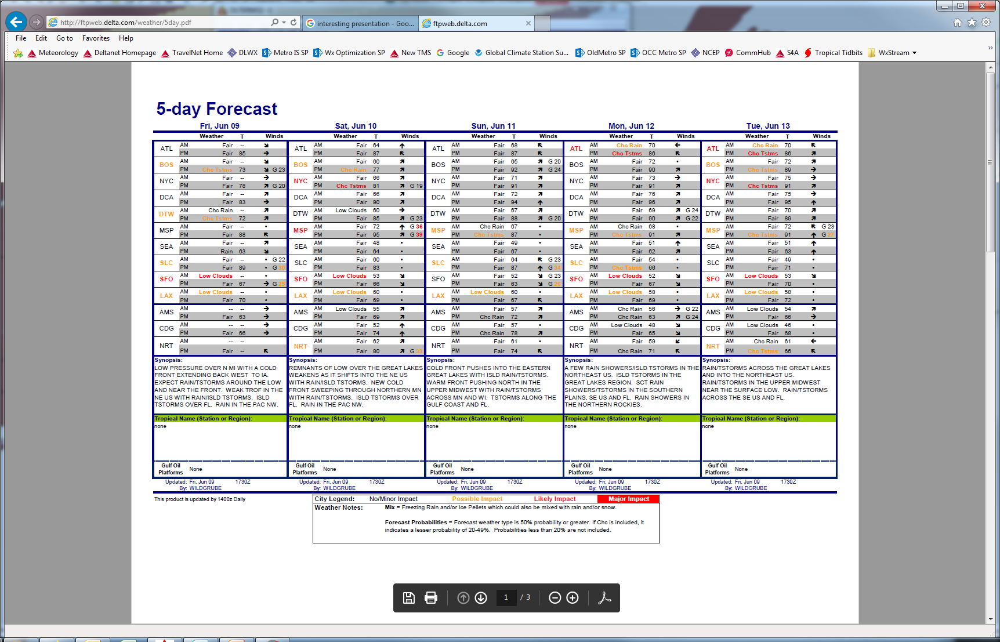 http://ftpweb.delta.com/weather/5day.pdf
interesting presentation - Goo...
ftpweb.delta.com
File Edit Go to Favorites Help
Meteorology Deltanet Homepage TravelNet Home DLWX Metro IS SP Wx Optimization SP New TMS Google Global Climate Station Su... OldMetro SP OCC Metro SP NCEP CommHub S4A Tropical Tidbits WxStream
5-day Forecast
Fri, Jun 09 Sat, Jun 10 Sun, Jun 11 Mon, Jun 12 Tue, Jun 13
Weather T Winds Weather T Winds Weather T Winds Weather T Winds Weather T Winds
ATL AM Fair -- ATL AM Fair 64 ATL AM Fair 68 ATL AM Chc Rain 70 ATL AM Chc Rain 70
PM Fair 85 PM Fair 87 PM Fair 87 PM Chc Tstms 86 PM Chc Tstms 86
BOS AM Fair -- BOS AM Fair 60 BOS AM Fair 65 G 20 BOS AM Fair 72 BOS AM Fair 72
PM Chc Tstms 73 G 23 PM Chc Rain 77 PM Fair 92 G 24 PM Fair 90 PM Chc Tstms 89
NYC AM Fair -- NYC AM Fair 66 NYC AM Fair 71 NYC AM Fair 73 NYC AM Fair 75
PM Fair 78 G 20 PM Chc Tstms 81 G 19 PM Fair 91 PM Fair 91 PM Chc Tstms 91
DCA AM Fair -- DCA AM Fair 66 DCA AM Fair 72 DCA AM Fair 76 DCA AM Fair 75
PM Fair 83 PM Fair 90 PM Fair 94 PM Fair 96 PM Fair 95
DTW AM Chc Rain -- DTW AM Low Clouds 60 DTW AM Fair 67 DTW AM Fair 69 G 24 DTW AM Fair 70
PM Chc Tstms 72 PM Fair 85 G 23 PM Fair 88 G 20 PM Fair 90 G 22 PM Fair 89
MSP AM Fair -- MSP AM Fair 72 G 36 MSP AM Chc Rain 67 MSP AM Chc Rain 68 MSP AM Fair 72 G 23
PM Fair 88 PM Fair 95 G 39 PM Chc Tstms 87 PM Chc Tstms 91 PM Chc Tstms 91 G 27
SEA AM Fair -- SEA AM Fair 48 SEA AM Fair 49 SEA AM Fair 51 SEA AM Fair 51
PM Rain 63 PM Fair 64 PM Fair 67 PM Fair 62 PM Fair 63
SLC AM Fair -- G 22 SLC AM Fair 60 SLC AM Fair 64 G 23 SLC AM Fair 54 SLC AM Fair 49
PM Fair 89 G 30 PM Fair 83 PM Fair 87 G 34 PM Chc Tstms 66 PM Fair 71
SFO AM Low Clouds -- SFO AM Low Clouds 53 SFO AM Fair 52 G 23 SFO AM Low Clouds 52 SFO AM Low Clouds 53
PM Fair 67 G 25 PM Fair 66 PM Fair 63 G 26 PM Fair 67 PM Fair 70
LAX AM Low Clouds -- LAX AM Low Clouds 60 LAX AM Low Clouds 60 LAX AM Low Clouds 58 LAX AM Low Clouds 58
PM Fair 70 PM Fair 69 PM Fair 67 PM Fair 69 PM Fair 72
AMS AM -- -- AMS AM Low Clouds 55 AMS AM Fair 57 AMS AM Chc Rain 56 G 22 AMS AM Low Clouds 54
PM Fair 63 PM Fair 69 PM Chc Rain 72 PM Chc Rain 63 G 24 PM Fair 66
CDG AM -- -- CDG AM Fair 52 CDG AM Fair 57 CDG AM Low Clouds 48 CDG AM Low Clouds 46
PM Fair 66 PM Fair 74 PM Chc Rain 78 PM Fair 65 PM Fair 68
NRT AM -- -- NRT AM Fair 62 NRT AM Fair 61 NRT AM Fair 59 NRT AM Chc Rain 61
PM Fair -- PM Fair 80 G 33 PM Fair 74 PM Chc Rain 71 PM Chc Tstms 66
Synopsis:
LOW PRESSURE OVER N MI WITH A COLD
FRONT EXTENDING BACK WEST TO IA.
EXPECT RAIN/TSTORMS AROUND THE LOW
AND NEAR THE FRONT. WEAK TROF IN THE
NE US WITH RAIN/ISLD TSTORMS. ISLD
TSTORMS OVER FL. RAIN IN THE PAC NW.
Synopsis:
REMNANTS OF LOW OVER THE GREAT LAKES
WEAKENS AS IT SHIFTS INTO THE NE US
WITH RAIN/ISLD TSTORMS. NEW COLD
FRONT SWEEPING THROUGH NORTHERN MN
WITH RAIN/TSTORMS. ISLD TSTORMS OVER
FL. RAIN IN THE PAC NW.
Synopsis:
COLD FRONT PUSHES INTO THE EASTERN
GREAT LAKES WITH ISLD RAIN/TSTORMS.
WARM FRONT PUSHING NORTH IN THE
UPPER MIDWEST WITH RAIN/TSTORMS
ACROSS MN AND WI. TSTORMS ALONG THE
GULF COAST AND FL.
Synopsis:
A FEW RAIN SHOWERS/ISLD TSTORMS IN THE
NORTHEAST US. ISLD TSTORMS IN THE
GREAT LAKES REGION. SCT RAIN
SHOWERS/TSTORMS IN THE SOUTHERN
PLAINS, SE US AND FL. RAIN SHOWERS IN
THE NORTHERN ROCKIES.
Synopsis:
RAIN/TSTORMS ACROSS THE GREAT LAKES
AND INTO THE NORTHEAST US.
RAIN/TSTORMS IN THE UPPER MIDWEST
NEAR THE SURFACE LOW. RAIN/TSTORMS
ACROSS THE SE US AND FL.
Tropical Name (Station or Region): Tropical Name (Station or Region): Tropical Name (Station or Region): Tropical Name (Station or Region): Tropical Name (Station or Region):
none none none none none
Gulf Oil Platforms None Gulf Oil Platforms None Gulf Oil Platforms None Gulf Oil Platforms None Gulf Oil Platforms None
Updated: Fri, Jun 09 1730Z Updated: Fri, Jun 09 1730Z Updated: Fri, Jun 09 1730Z Updated: Fri, Jun 09 1730Z Updated: Fri, Jun 09 1730Z
By: WILDGRUBE By: WILDGRUBE By: WILDGRUBE By: WILDGRUBE By: WILDGRUBE
This product is updated by 1400z Daily
City Legend: No/Minor Impact Possible Impact Likely Impact Major Impact
Weather Notes: Mix = Freezing Rain and/or Ice Pellets which could also be mixed with rain and/or snow.
Forecast Probabilities = Forecast weather type is 50% probability or greater. If Chc is included, it
indicates a lesser probability of 20-49%. Probabilities less than 20% are not included.
1 / 3